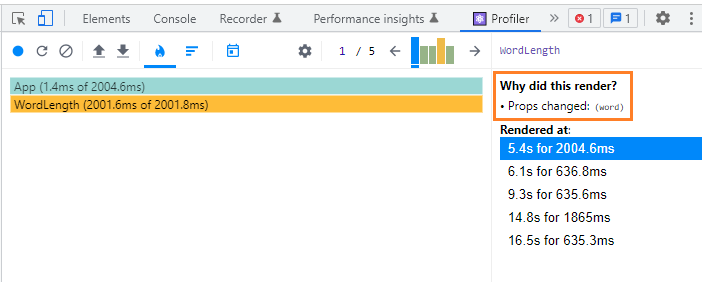 Elements Console Recorder Performance insights Profiler » 1 1
1 / 5 WordLength
App (1.4ms of 2004.6ms)
WordLength (2001.6ms of 2001.8ms)
Why did this render?
• Props changed: (word)
Rendered at:
5.4s for 2004.6ms
6.1s for 636.8ms
9.3s for 635.6ms
14.8s for 1865ms
16.5s for 635.3ms